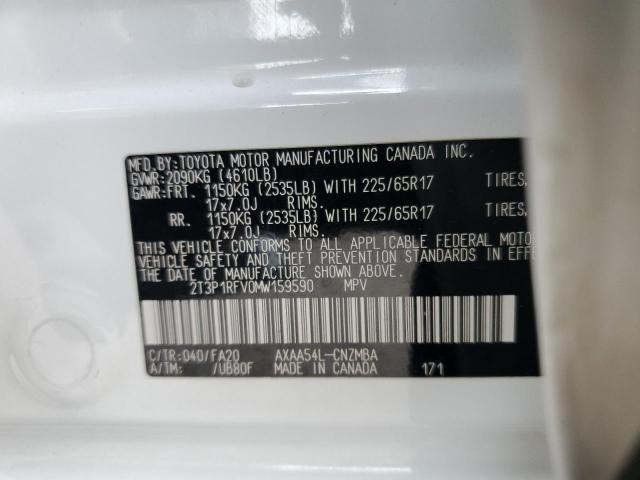 MFD.BY:TOYOTA MOTOR MANUFACTURING CANADA INC.
GVWR:2090KG (4610LB)
GAWR:FRT. 1150KG (2535LB) WITH 225/65R17 TIRES,
17x7.0J RIMS.
RR. 1150KG (2535LB) WITH 225/65R17 TIRES,
17x7.0J RIMS.
THIS VEHICLE CONFORMS TO ALL APPLICABLE FEDERAL MOTO
VEHICLE SAFETY AND THEFT PREVENTION STANDARDS IN EFFE
DATE OF MANUFACTURE SHOWN ABOVE.
2T3P1RFV0MW159590 MPV
C/TR:040/FA20 AXAA54L-CNZMBA
A/TM: /UB80F MADE IN CANADA 171